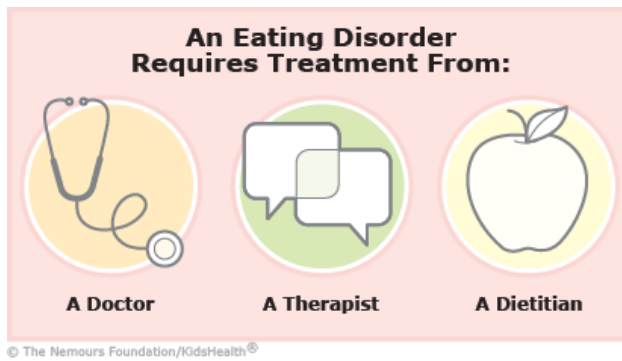 An Eating Disorder
Requires Treatment From:
A Doctor
A Therapist
A Dietitian
© The Nemours Foundation/KidsHealth®